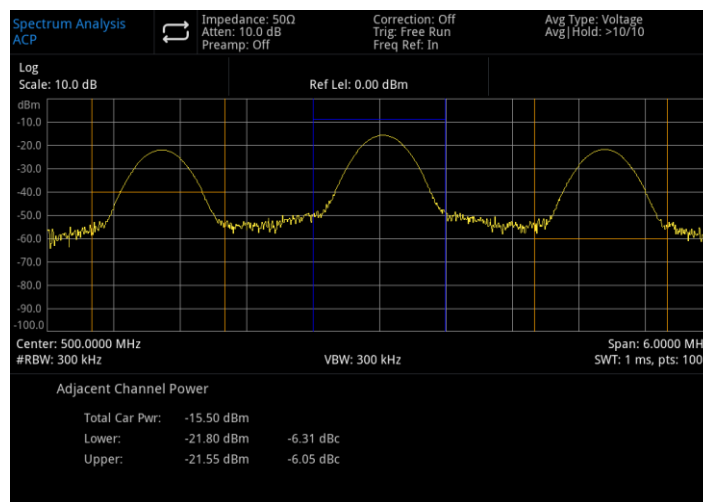 Spectrum Analysis
ACP
Impedance: 50Ω
Atten: 10.0 dB
Preamp: Off
Correction: Off
Trig: Free Run
Freq Ref: In
Avg Type: Voltage
Avg|Hold: >10/10
Log
Scale: 10.0 dB
Ref Lel: 0.00 dBm
dBm
-10.0
-20.0
-30.0
-40.0
-50.0
-60.0
-70.0
-80.0
-90.0
-100.0
Center: 500.0000 MHz
Span: 6.0000 MH
#RBW: 300 kHz
VBW: 300 kHz
SWT: 1 ms, pts: 100
Adjacent Channel Power
Total Car Pwr: -15.50 dBm
Lower: -21.80 dBm -6.31 dBc
Upper: -21.55 dBm -6.05 dBc